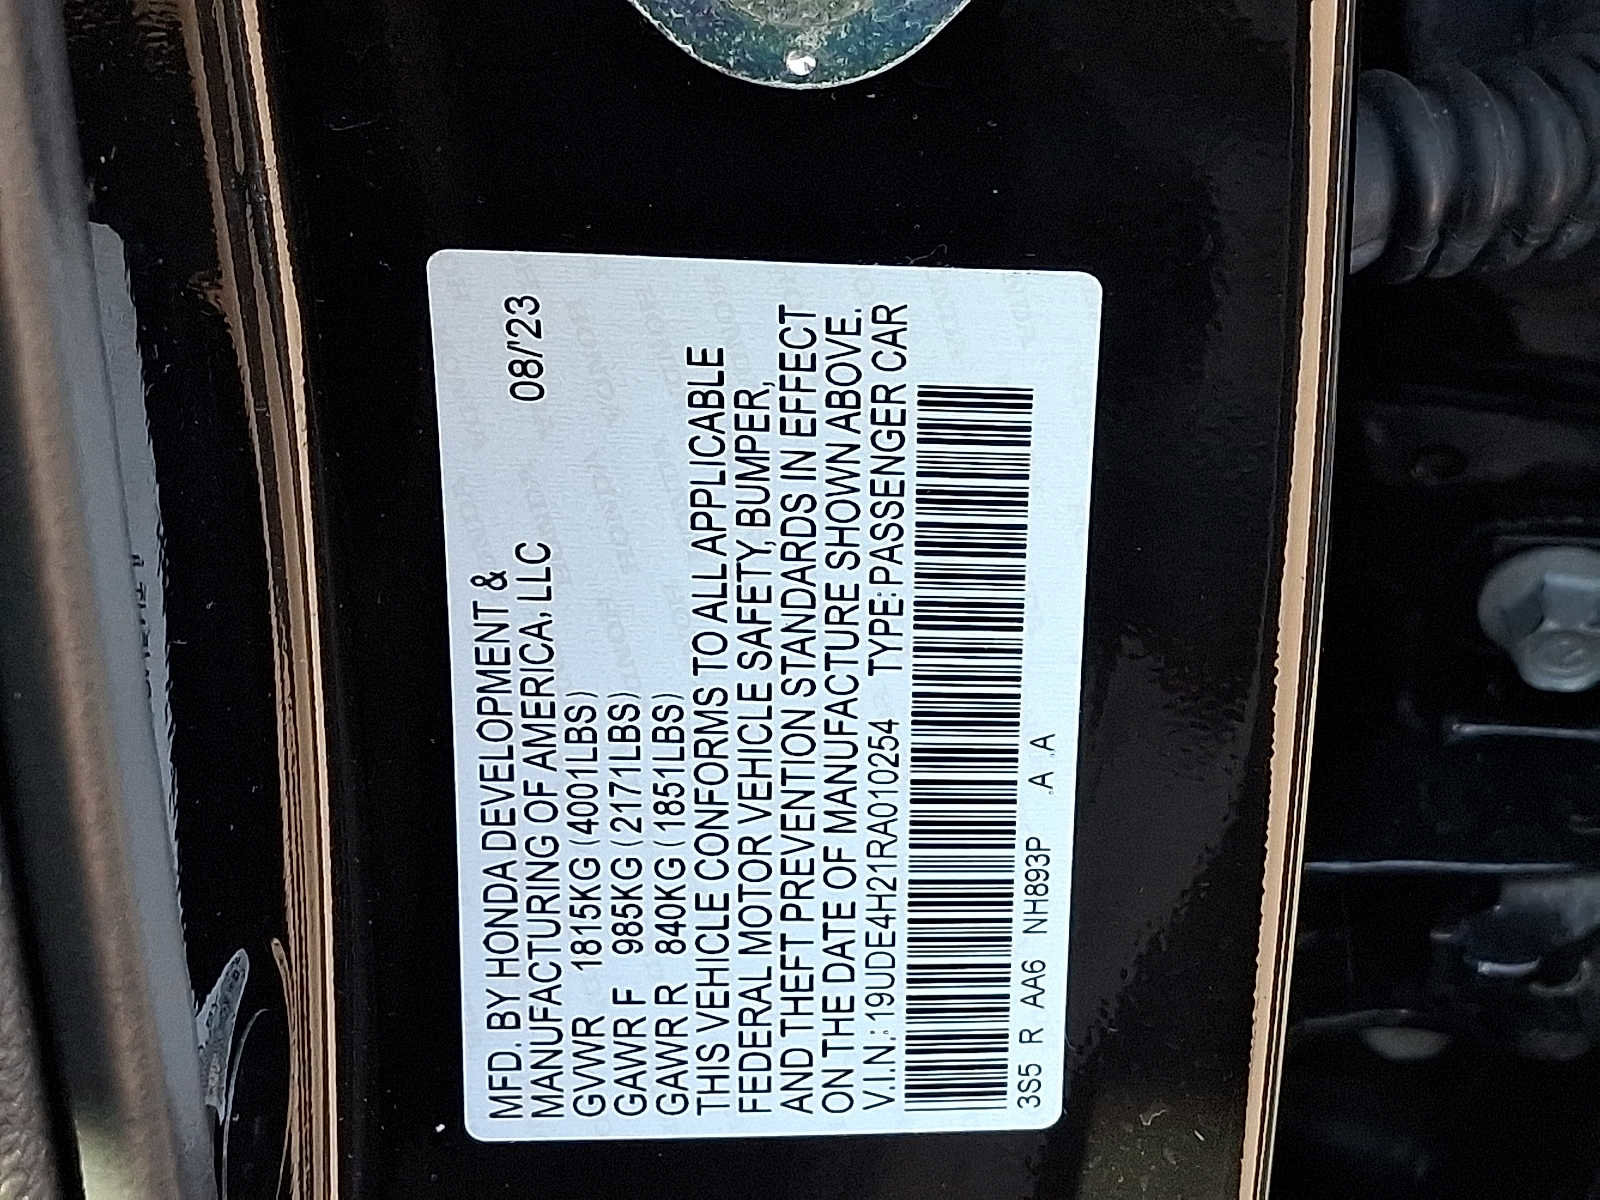 MFD. BY HONDA DEVELOPMENT &
MANUFACTURING OF AMERICA, LLC 08/'23
GVWR 1815KG (4001LBS)
GAWR F 985KG (2171LBS)
GAWR R 840KG (1851LBS)
THIS VEHICLE CONFORMS TO ALL APPLICABLE
FEDERAL MOTOR VEHICLE SAFETY, BUMPER,
AND THEFT PREVENTION STANDARDS IN EFFECT
ON THE DATE OF MANUFACTURE SHOWN ABOVE.
V.I.N.: 19UDE4H21RA010254 TYPE: PASSENGER CAR
3S5 R AA6 NH893P .A .A